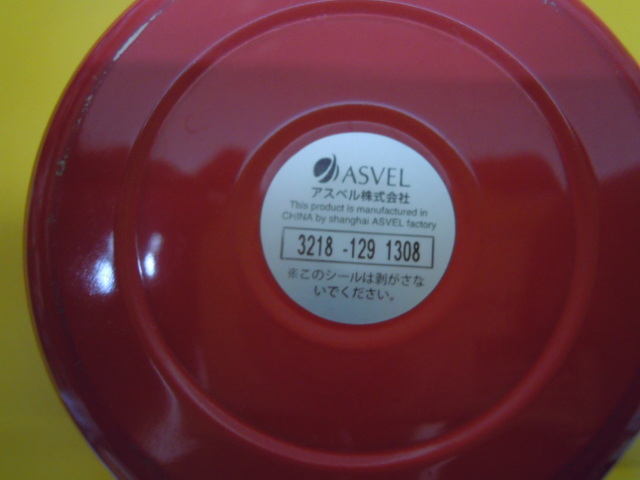 ASVEL
アスベル株式会社
This product is manufactured in
CHINA by shanghai ASVEL factory
3218 -129 1308
※このシールは剥がさな
いでください。